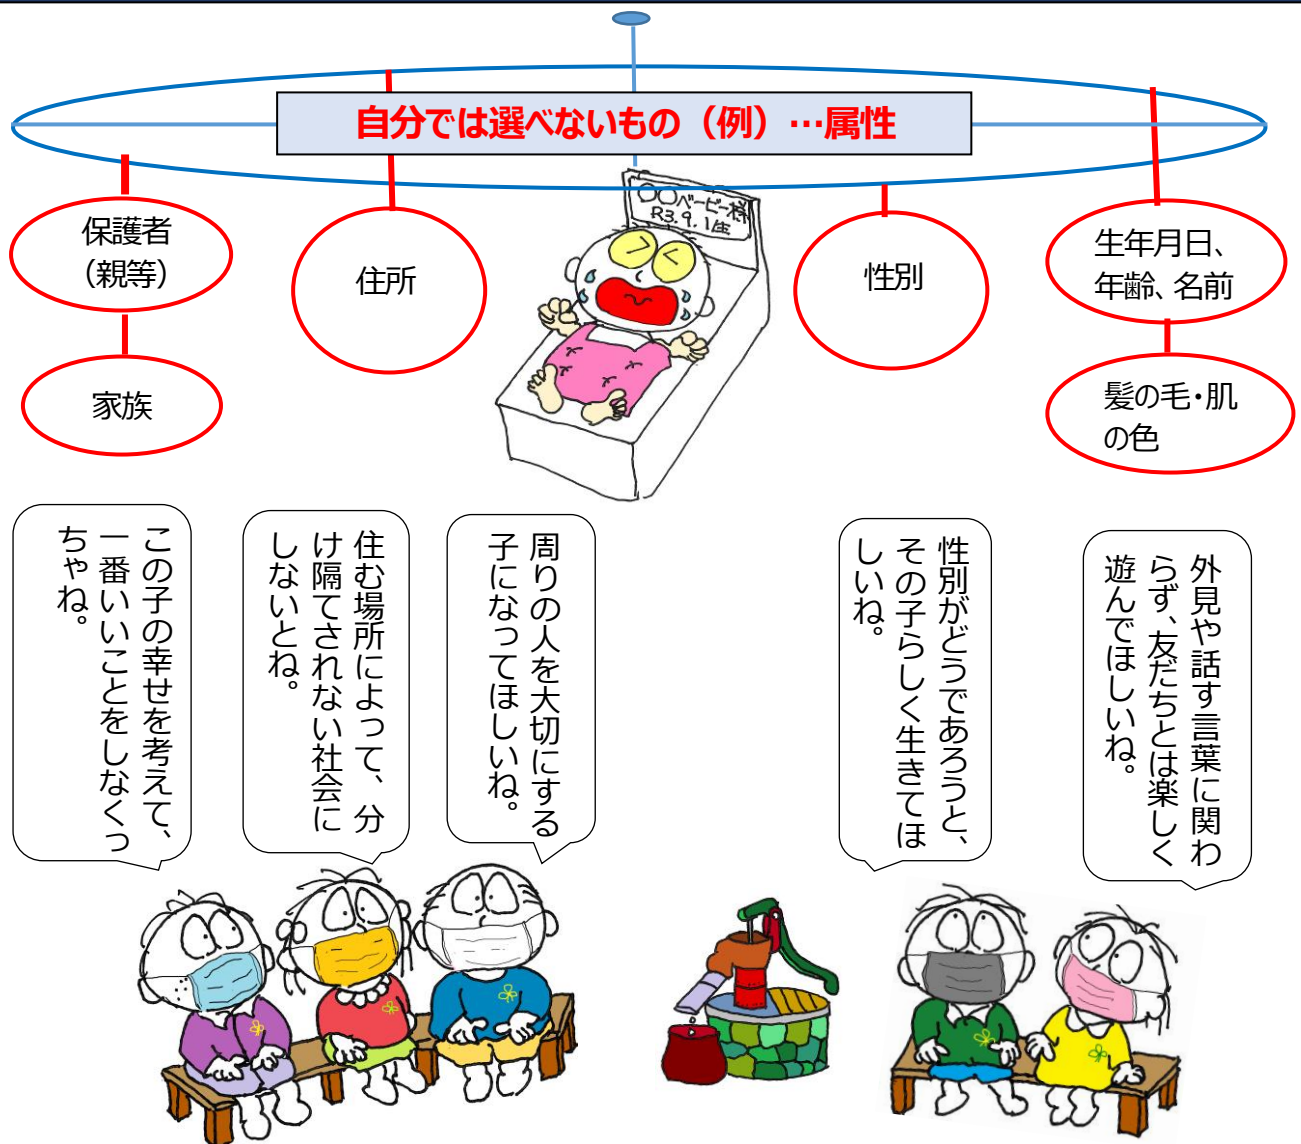 自分では選べないもの（例）…属性
〇〇ベービー様
R3.9.1生
保護者
（親等）
住所
性別
生年月日、
年齢、名前
家族
髪の毛・肌
の色
この子の幸せを考えて、
一番いいことをしなくっ
ちゃね。
住む場所によって、分
け隔てされない社会に
しないとね。
周りの人を大切にする
子になってほしいね。
性別がどうであろうと、
その子らしく生きてほ
しいね。
外見や話す言葉に関わ
らず、友だちとは楽しく
遊んでほしいね。